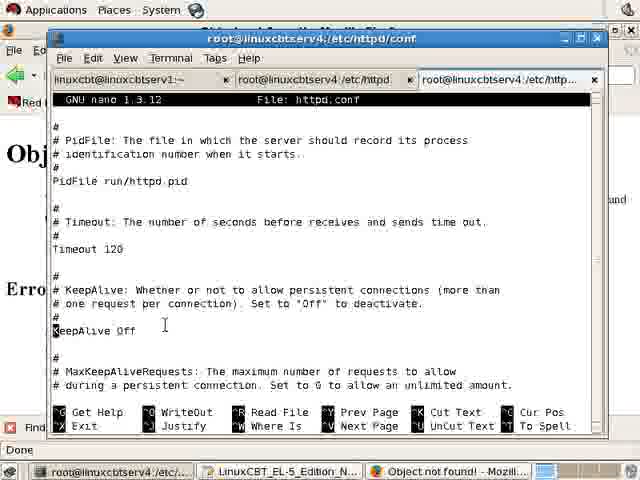 Applications Places System
root@linuxcbtserv4:/etc/httpd/conf
File Edit View Terminal Tabs Help
linuxcbt@linuxcbtserv1:~ root@linuxcbtserv4:/etc/httpd root@linuxcbtserv4:/etc/http...
GNU nano 1.3.12 File: httpd.conf
#
# PidFile: The file in which the server should record its process
# identification number when it starts.
#
PidFile run/httpd.pid
#
# Timeout: The number of seconds before receives and sends time out.
#
Timeout 120
#
# KeepAlive: Whether or not to allow persistent connections (more than
# one request per connection). Set to "Off" to deactivate.
#
KeepAlive Off
#
# MaxKeepAliveRequests: The maximum number of requests to allow
# during a persistent connection. Set to 0 to allow an unlimited amount.
^G Get Help ^O WriteOut ^R Read File ^Y Prev Page ^K Cut Text ^C Cur Pos
^X Exit ^J Justify ^W Where Is ^V Next Page ^U UnCut Text ^T To Spell
File
Red
Obj
und
Erro
Find
Done
root@linuxcbtserv4:/etc/... LinuxCBT_EL-5_Edition_N... Object not found! - Mozill...